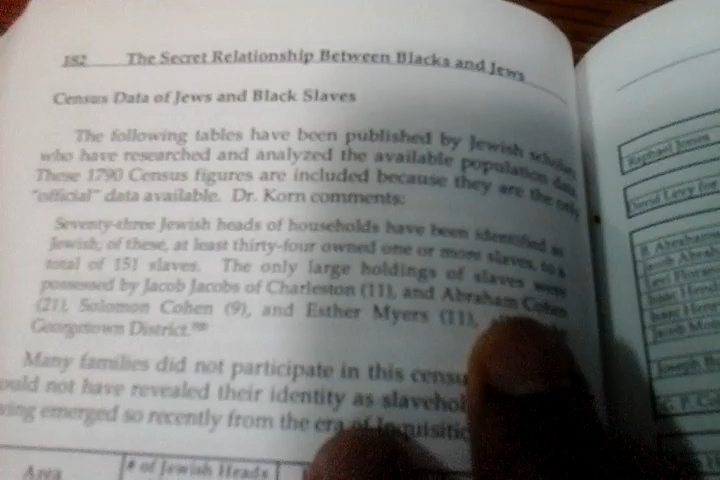 182 The Secret Relationship Between Blacks and Jews
Census Data of Jews and Black Slaves
The following tables have been published by Jewish scholars
who have researched and analyzed the available population data.
These 1790 Census figures are included because they are the only
"official" data available. Dr. Korn comments:
Seventy-three Jewish heads of households have been identified as
Jewish, of these, at least thirty-four owned one or more slaves, to a
total of 151 slaves. The only large holdings of slaves were
possessed by Jacob Jacobs of Charleston (11), and Abraham Cohen
(21), Solomon Cohen (9), and Esther Myers (11),
Georgetown District.
Many families did not participate in this censu
ould not have revealed their identity as slavehol
ving emerged so recently from the era of Inquisitio
Area # of Jewish Heads
Raphael Jones
David Levy for
Jacob Abrah
Joseph B